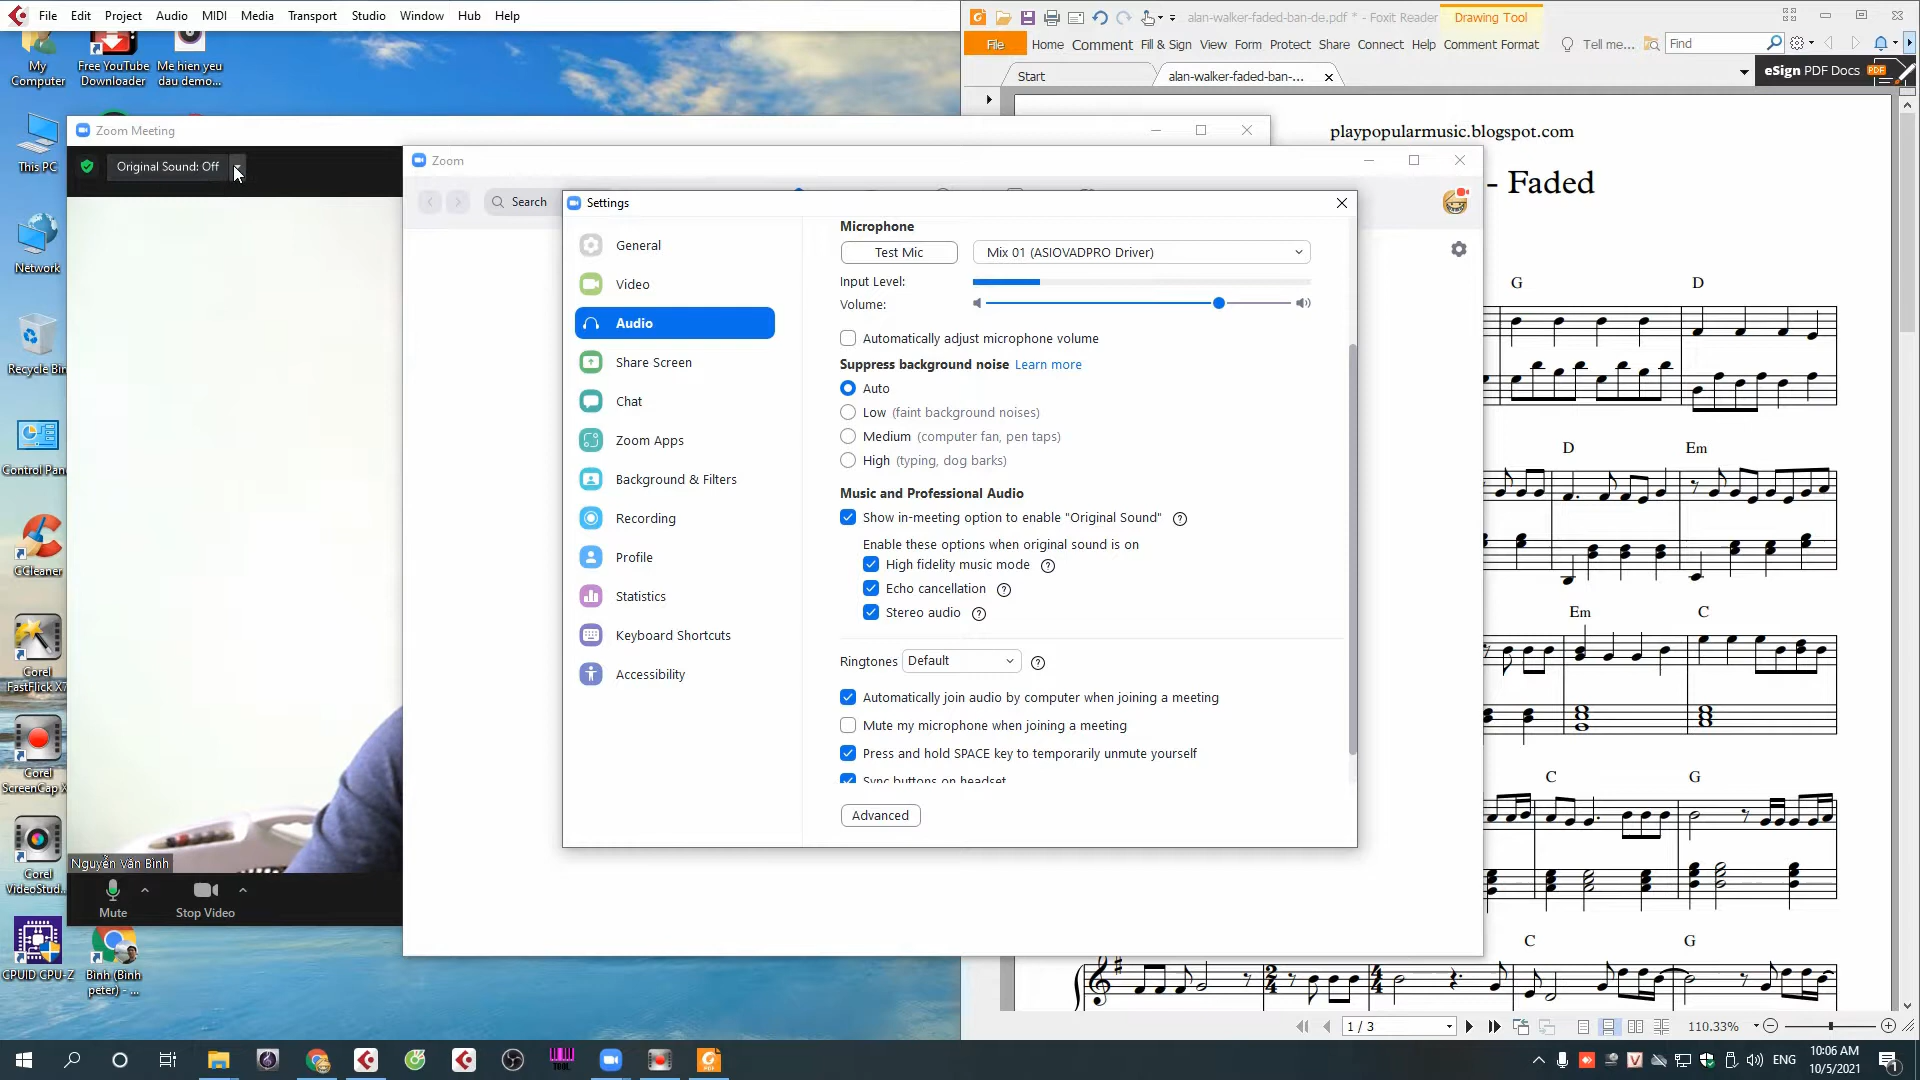 File Edit Project Audio MIDI Media Transport Studio Window Hub Help
My Computer
Free YouTube Downloader
Me hien yeu dau demo...
This PC
Network
Recycle Bin
Control Pan
CCleaner
Corel FastFlick X7
Corel ScreenCap X
Corel VideoStud...
CPUID CPU-Z
Binh (Binh peter) - ...
Zoom Meeting
Original Sound: Off
Nguyễn Văn Bình
Mute
Stop Video
Zoom
Search
Settings
General
Video
Audio
Share Screen
Chat
Zoom Apps
Background & Filters
Recording
Profile
Statistics
Keyboard Shortcuts
Accessibility
Microphone
Test Mic
Mix 01 (ASIOVADPRO Driver)
Input Level:
Volume:
Automatically adjust microphone volume
Suppress background noise Learn more
Auto
Low (faint background noises)
Medium (computer fan, pen taps)
High (typing, dog barks)
Music and Professional Audio
Show in-meeting option to enable "Original Sound"
Enable these options when original sound is on
High fidelity music mode
Echo cancellation
Stereo audio
Ringtones Default
Automatically join audio by computer when joining a meeting
Mute my microphone when joining a meeting
Press and hold SPACE key to temporarily unmute yourself
Sync buttons on headset
Advanced
alan-walker-faded-ban-de.pdf * - Foxit Reader
Drawing Tool
File Home Comment Fill & Sign View Form Protect Share Connect Help Comment Format Tell me... Find
Start
alan-walker-faded-ban-...
eSign PDF Docs
playpopularmusic.blogspot.com
- Faded
G D
D Em
Em C
C G
C G
1 / 3
110.33%
ENG
10:06 AM
10/5/2021